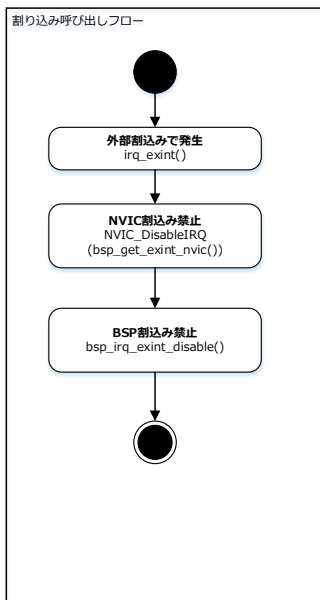 割り込み呼び出しフロー
外部割込みで発生
irq_exint()
NVIC割込み禁止
NVIC_DisableIRQ
(bsp_get_exint_nvic())
BSP割込み禁止
bsp_irq_exint_disable()